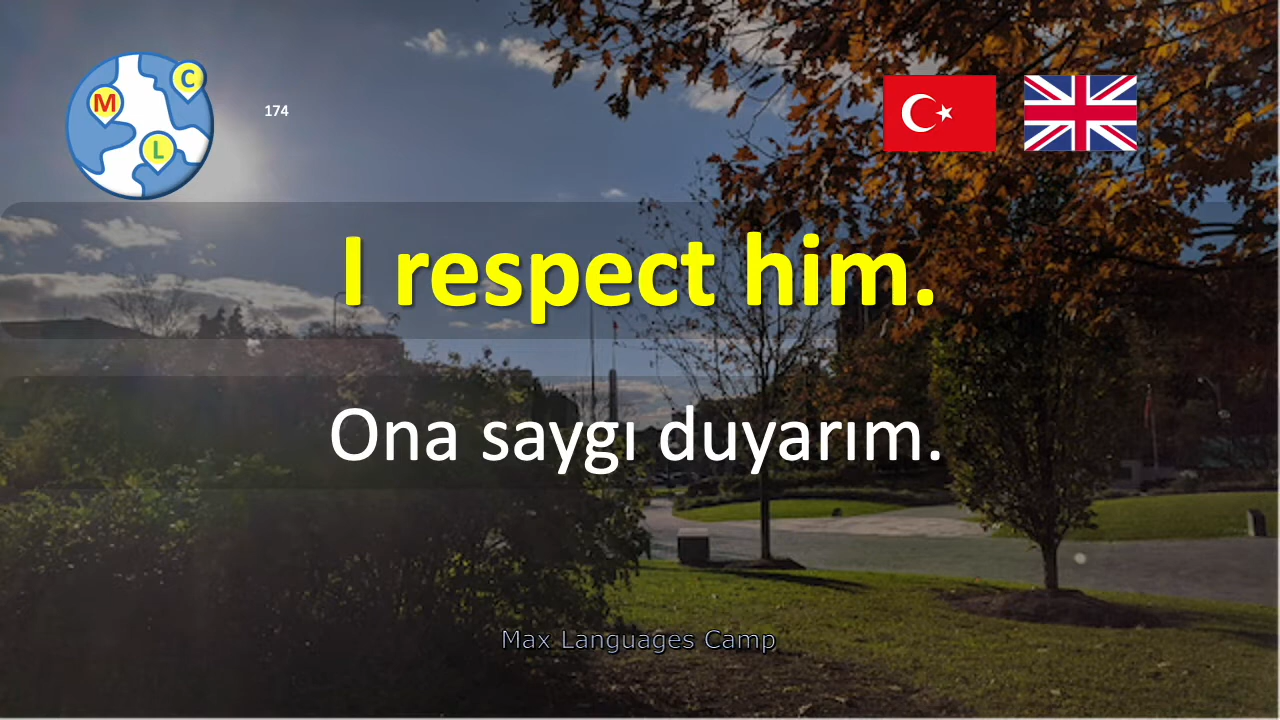 C
M
174
L
I respect him.
Ona saygı duyarım.
Max Languages Camp